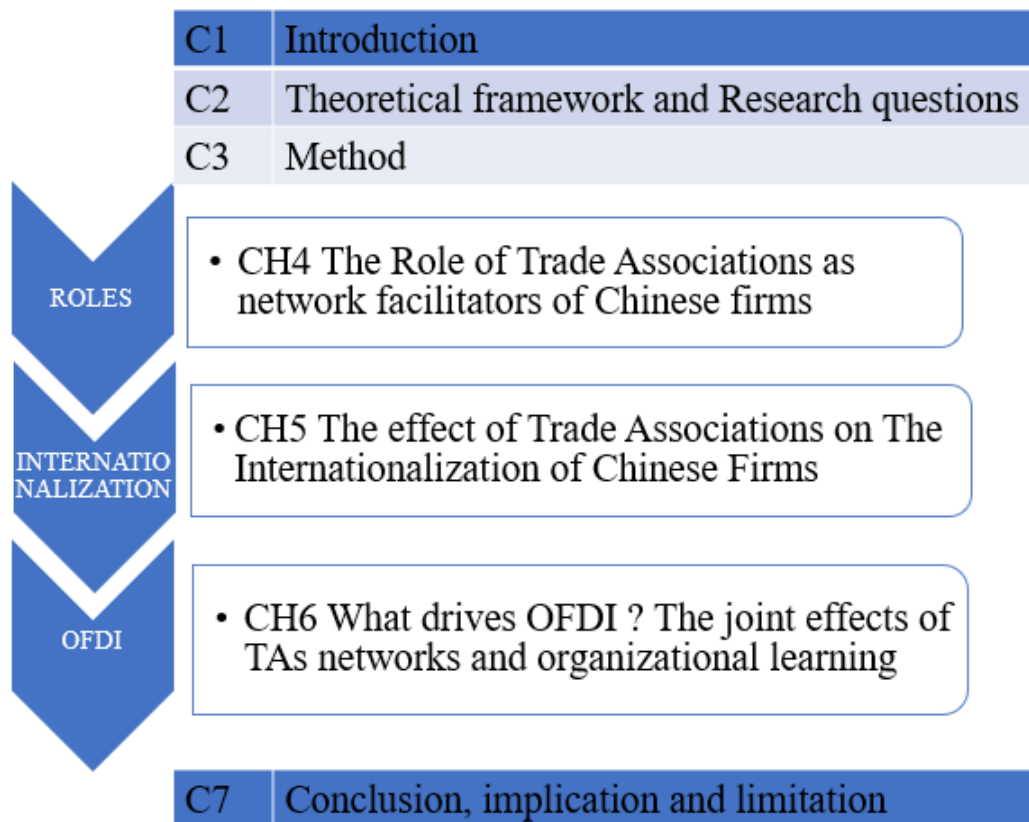 C1 Introduction
C2 Theoretical framework and Research questions
C3 Method
ROLES
• CH4 The Role of Trade Associations as
network facilitators of Chinese firms
INTERNATIO
NALIZATION
• CH5 The effect of Trade Associations on The
Internationalization of Chinese Firms
OFDI
• CH6 What drives OFDI ? The joint effects of
TAs networks and organizational learning
C7 Conclusion, implication and limitation